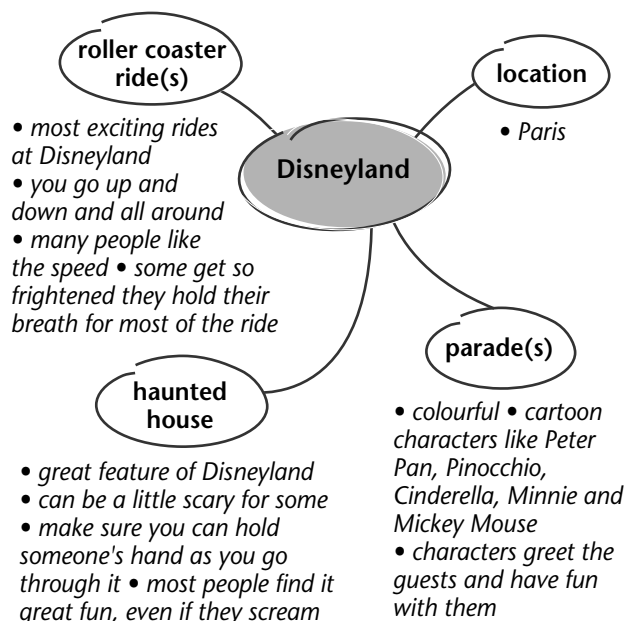 roller coaster
ride(s)
• most exciting rides
at Disneyland
• you go up and
down and all around
• many people like
the speed • some get so
frightened they hold their
breath for most of the ride
location
• Paris
Disneyland
haunted
house
• great feature of Disneyland
• can be a little scary for some
• make sure you can hold
someone's hand as you go
through it • most people find it
great fun, even if they scream
parade(s)
• colourful • cartoon
characters like Peter
Pan, Pinocchio,
Cinderella, Minnie and
Mickey Mouse
• characters greet the
guests and have fun
with them